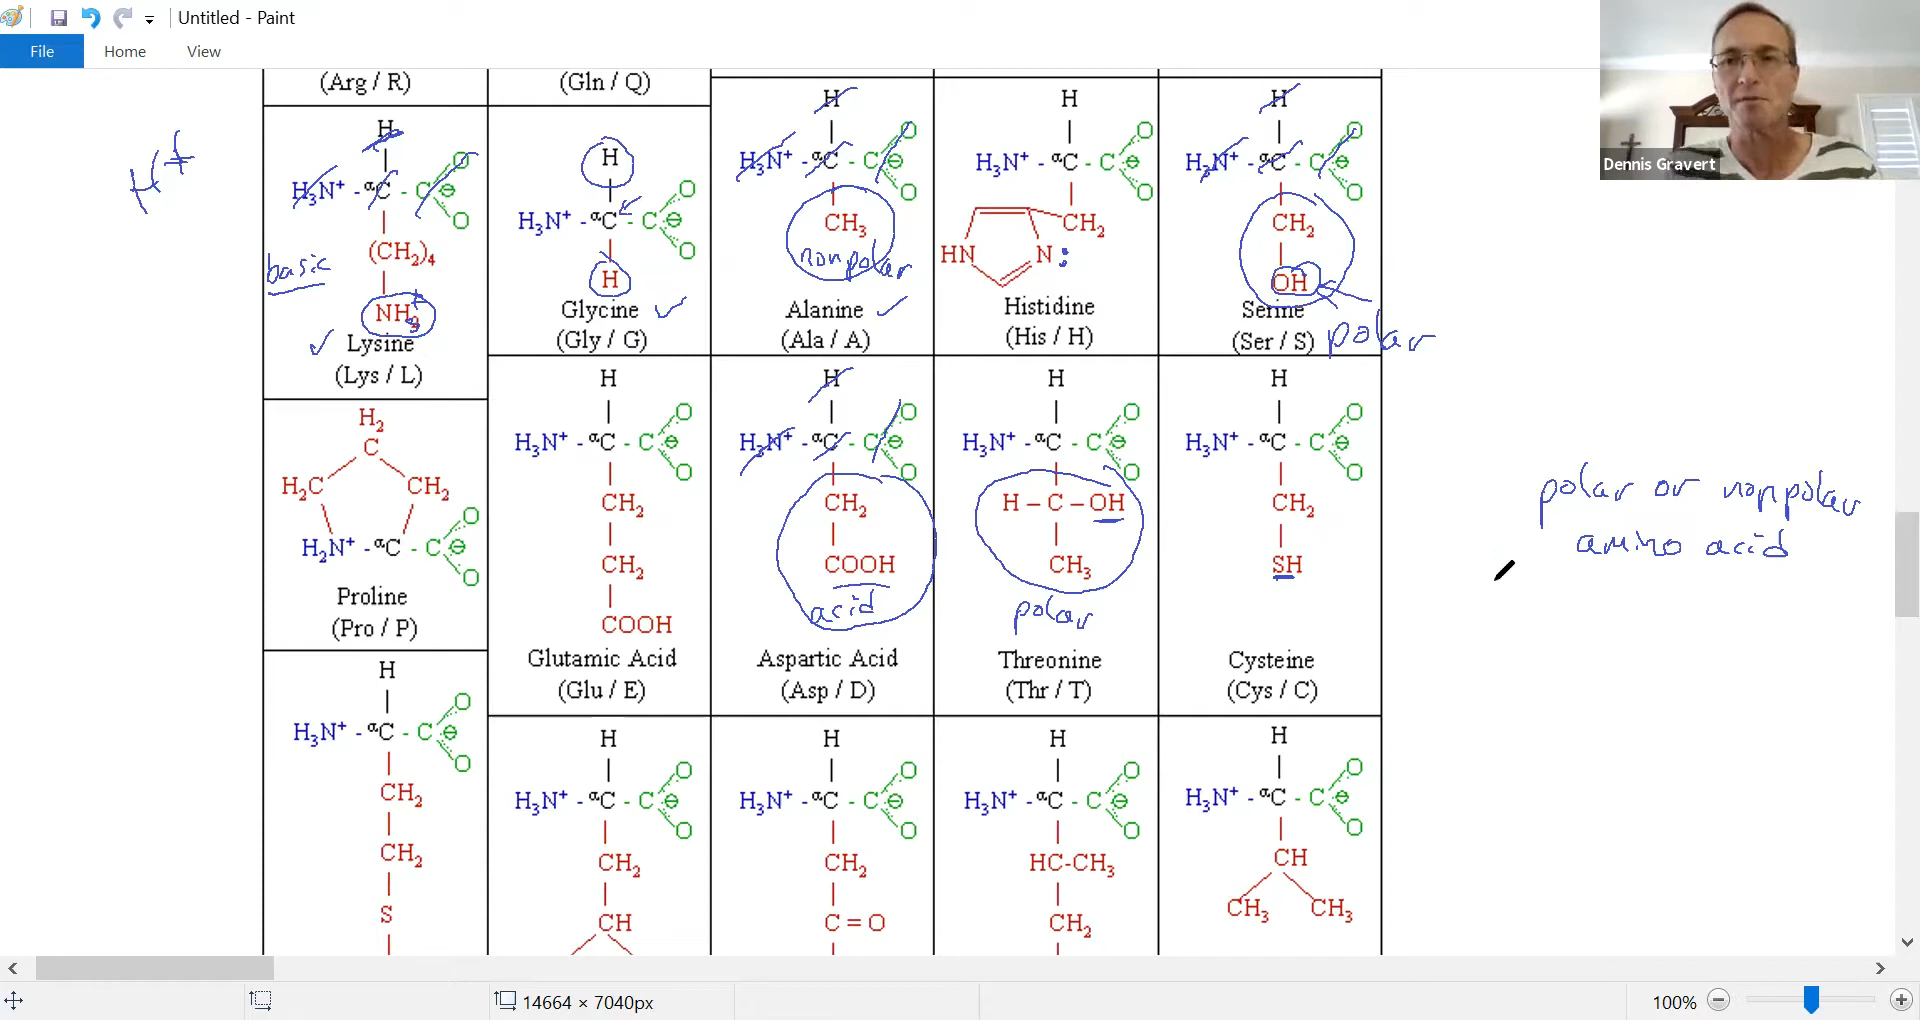 Untitled - Paint
File Home View
Dennis Gravert
(Arg / R)
(Gln / Q)
H⁺
H
H₃N⁺ - αC - C ⊖ O O
(CH₂)₄
NH₃⁺
basic
Lysine
(Lys / L)
H
H₃N⁺ - αC - C ⊖ O O
H
Glycine
(Gly / G)
H
H₃N⁺ - αC - C ⊖ O O
CH₃
nonpolar
Alanine
(Ala / A)
H
H₃N⁺ - αC - C ⊖ O O
CH₂
HN N:
Histidine
(His / H)
H
H₃N⁺ - αC - C ⊖ O O
CH₂
OH
Serine
(Ser / S)
polar
H₂
C
H₂C CH₂
H₂N⁺ - αC - C ⊖ O O
Proline
(Pro / P)
H
H₃N⁺ - αC - C ⊖ O O
CH₂
CH₂
COOH
Glutamic Acid
(Glu / E)
H
H₃N⁺ - αC - C ⊖ O O
CH₂
COOH
acid
Aspartic Acid
(Asp / D)
H
H₃N⁺ - αC - C ⊖ O O
H – C – OH
CH₃
polar
Threonine
(Thr / T)
H
H₃N⁺ - αC - C ⊖ O O
CH₂
SH
Cysteine
(Cys / C)
polar or nonpolar
amino acid
H
H₃N⁺ - αC - C ⊖ O O
CH₂
CH₂
S
H
H₃N⁺ - αC - C ⊖ O O
CH₂
CH
H
H₃N⁺ - αC - C ⊖ O O
CH₂
C = O
H
H₃N⁺ - αC - C ⊖ O O
HC-CH₃
CH₂
H
H₃N⁺ - αC - C ⊖ O O
CH
CH₃ CH₃
14664 × 7040px
100%